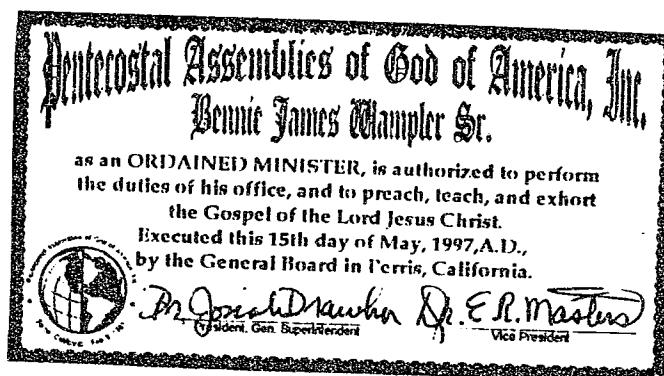 Pentecostal Assemblies of God of America, Inc.
Bennie James Wampler Sr.
as an ORDAINED MINISTER, is authorized to perform
the duties of his office, and to preach, teach, and exhort
the Gospel of the Lord Jesus Christ.
Executed this 15th day of May, 1997, A.D.,
by the General Board in Perris, California.
Dr. E.R. Masters
President, Gen. Superintendent
Vice President